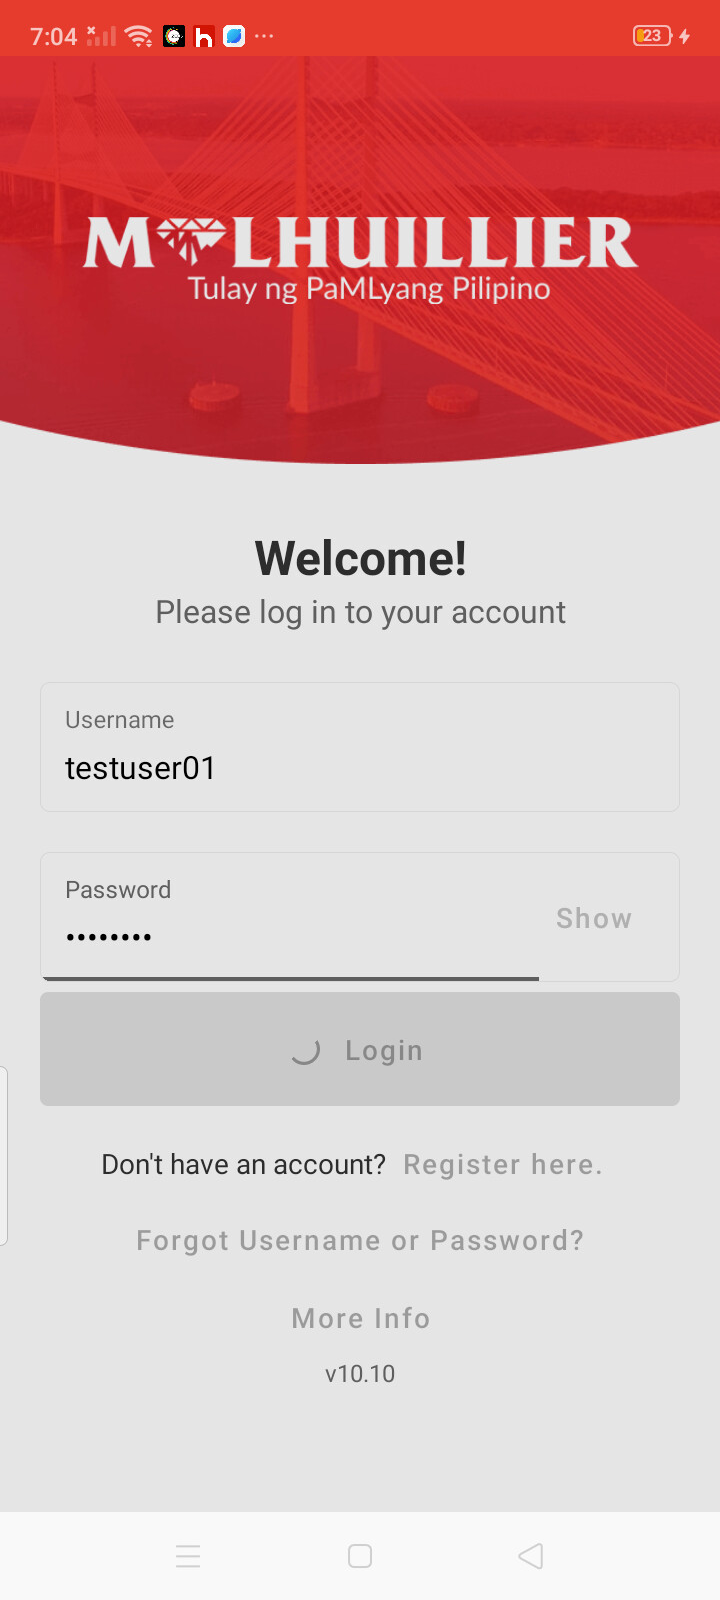 7:04
23
M LHUILLIER
Tulay ng PaMLyang Pilipino
Welcome!
Please log in to your account
Username
testuser01
Password
••••••••
Show
Login
Don't have an account? Register here.
Forgot Username or Password?
More Info
v10.10